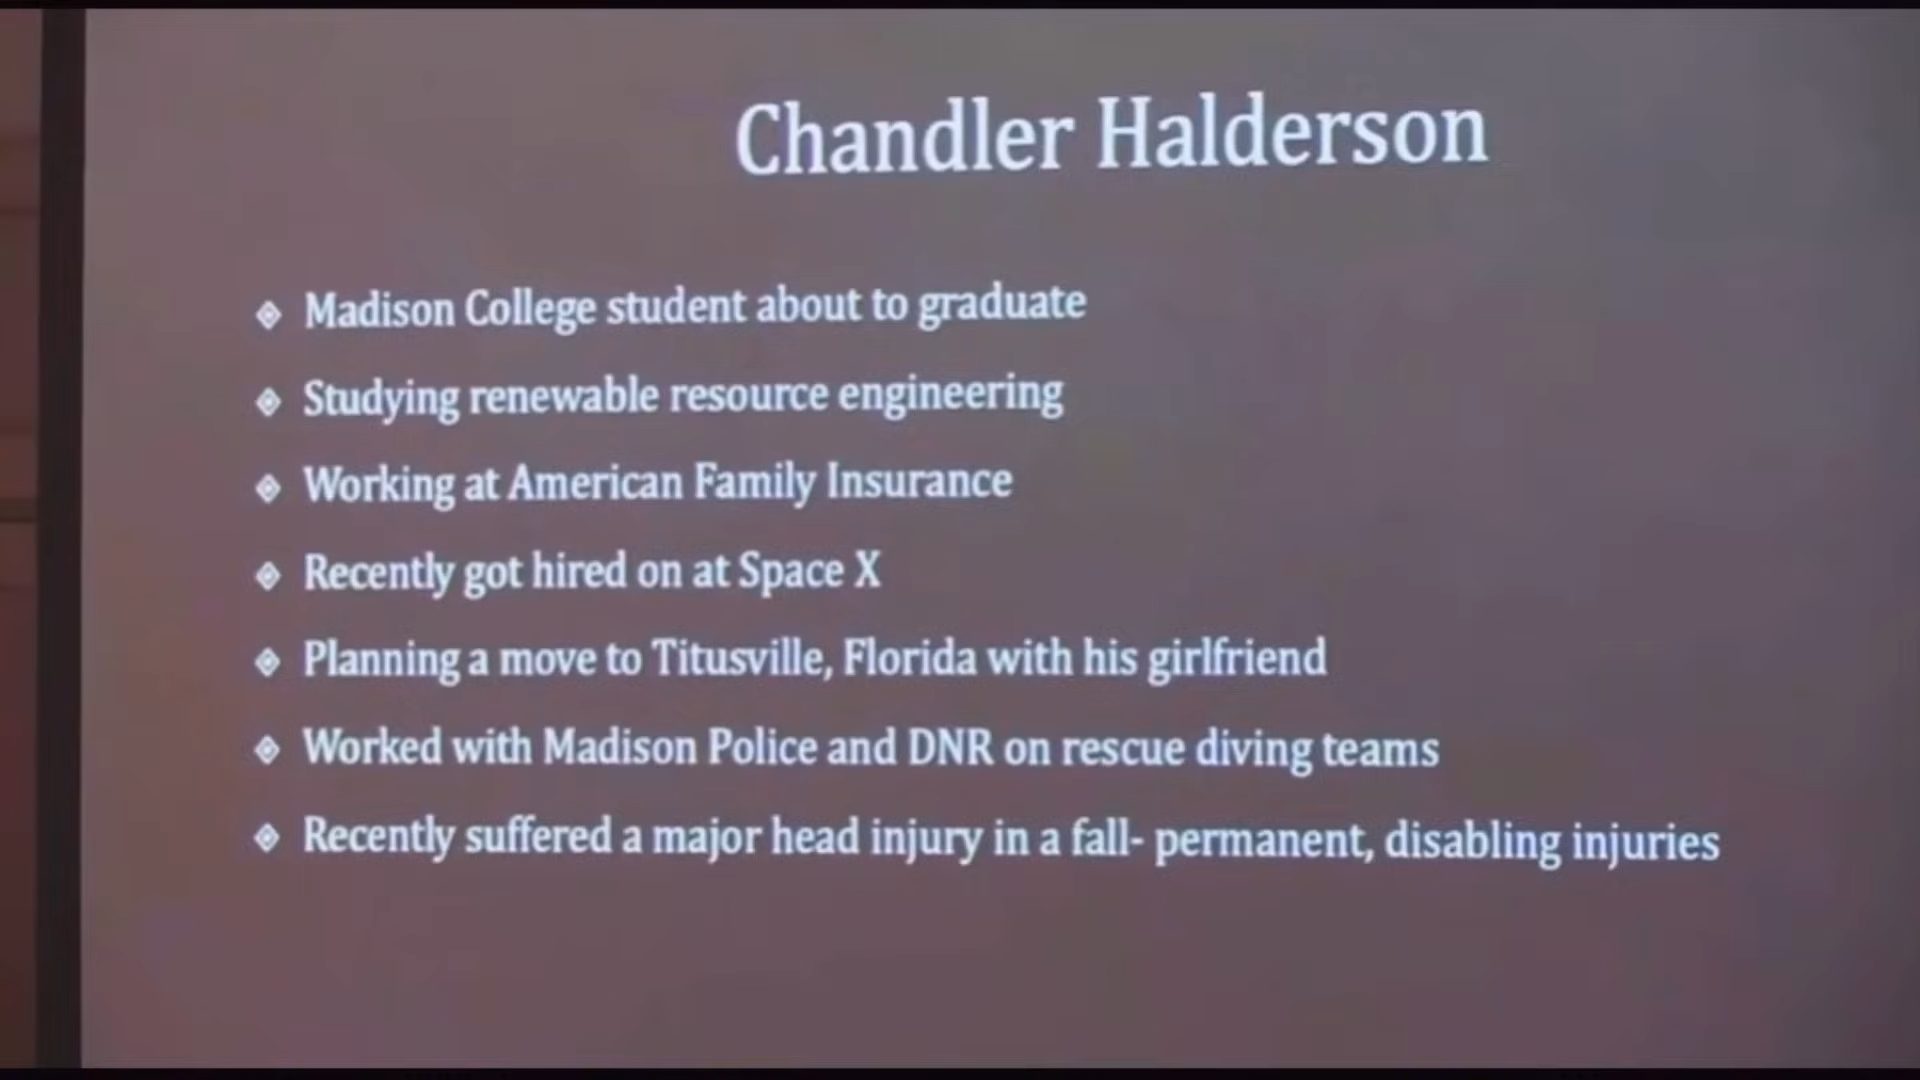 Chandler Halderson
Madison College student about to graduate
Studying renewable resource engineering
Working at American Family Insurance
Recently got hired on at Space X
Planning a move to Titusville, Florida with his girlfriend
Worked with Madison Police and DNR on rescue diving teams
Recently suffered a major head injury in a fall- permanent, disabling injuries